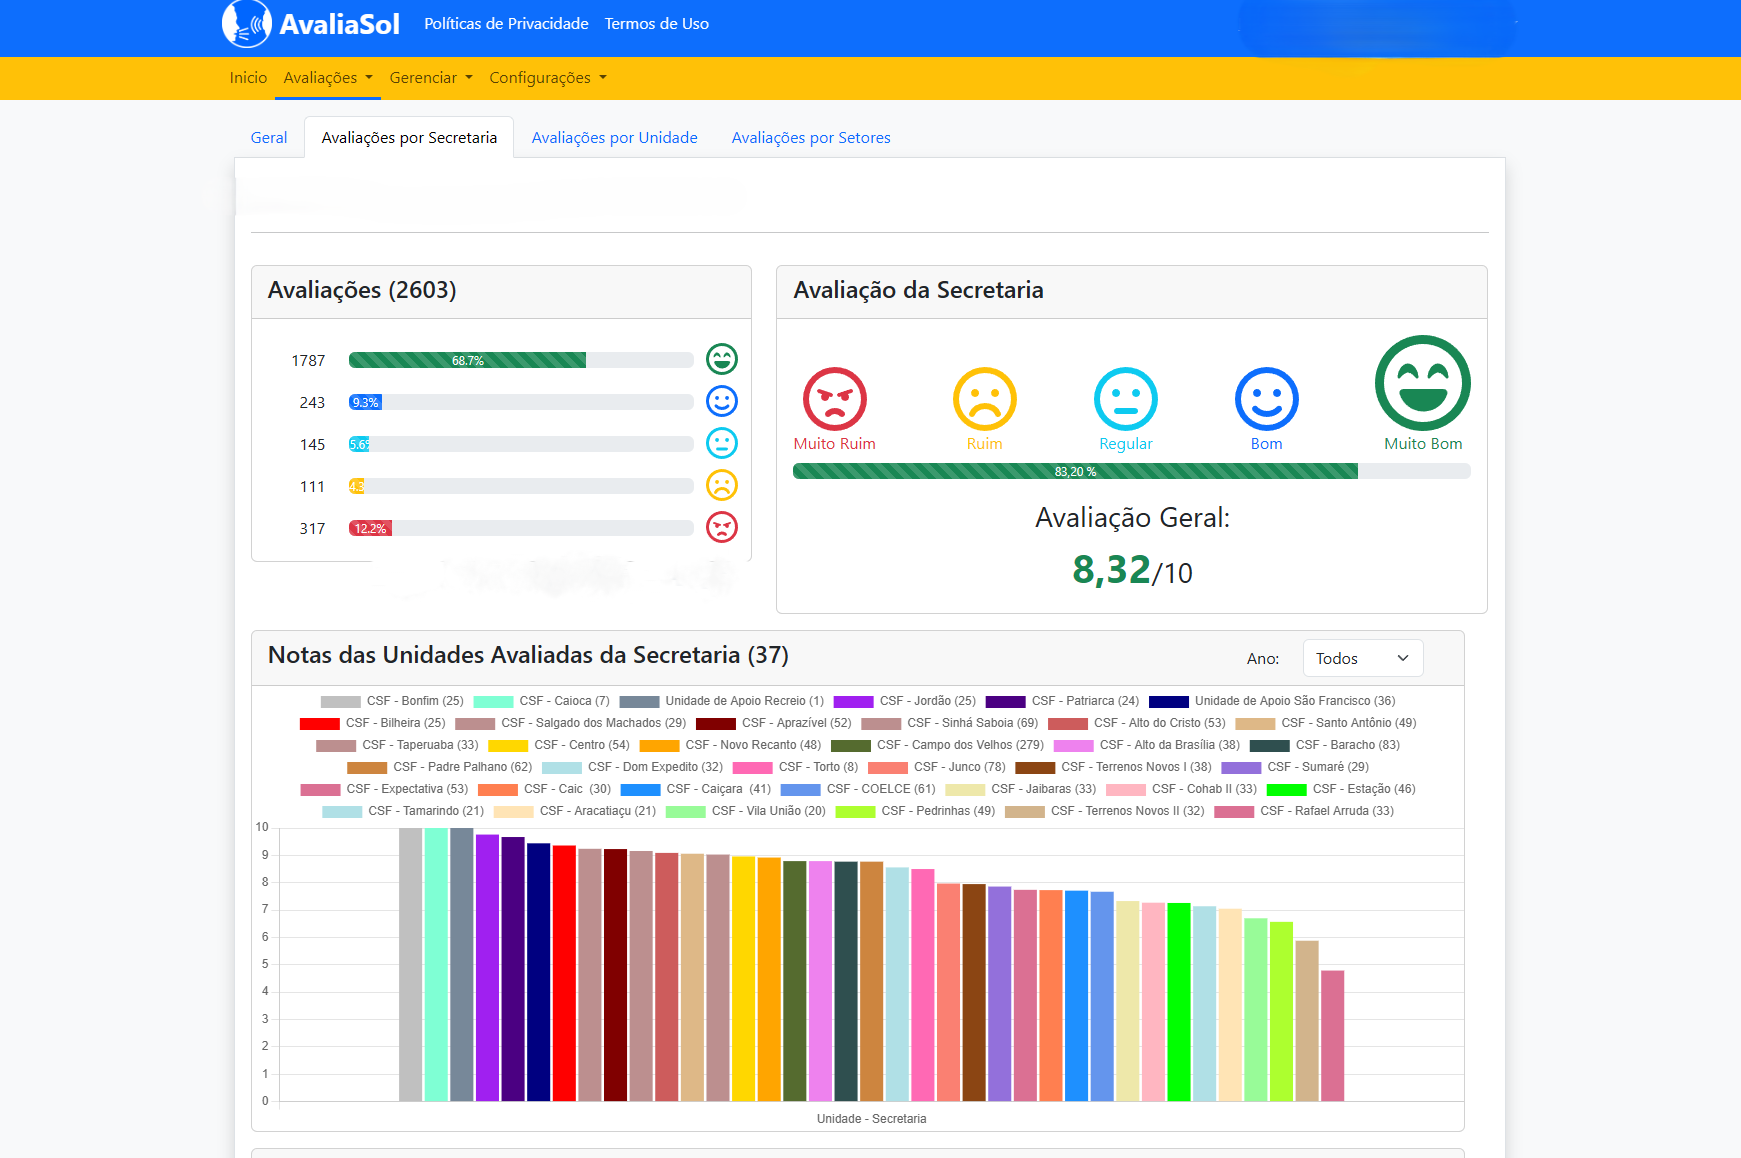 AvaliaSol Políticas de Privacidade Termos de Uso
Inicio Avaliações Gerenciar Configurações
Geral Avaliações por Secretaria Avaliações por Unidade Avaliações por Setores
Avaliações (2603)
1787 68.7%
243 9.3%
145 5.6%
111 4.3
317 12.2%
Avaliação da Secretaria
Muito Ruim Ruim Regular Bom Muito Bom
83,20 %
Avaliação Geral:
8,32/10
Notas das Unidades Avaliadas da Secretaria (37) Ano: Todos
CSF - Bonfim (25) CSF - Caioca (7) Unidade de Apoio Recreio (1) CSF - Jordão (25) CSF - Patriarca (24) Unidade de Apoio São Francisco (36)
CSF - Bilheira (25) CSF - Salgado dos Machados (29) CSF - Aprazível (52) CSF - Sinhá Saboia (69) CSF - Alto do Cristo (53) CSF - Santo Antônio (49)
CSF - Taperuaba (33) CSF - Centro (54) CSF - Novo Recanto (48) CSF - Campo dos Velhos (279) CSF - Alto da Brasília (38) CSF - Baracho (83)
CSF - Padre Palhano (62) CSF - Dom Expedito (32) CSF - Torto (8) CSF - Junco (78) CSF - Terrenos Novos I (38) CSF - Sumaré (29)
CSF - Expectativa (53) CSF - Caic (30) CSF - Caiçara (41) CSF - COELCE (61) CSF - Jaibaras (33) CSF - Cohab II (33) CSF - Estação (46)
CSF - Tamarindo (21) CSF - Aracatiaçu (21) CSF - Vila União (20) CSF - Pedrinhas (49) CSF - Terrenos Novos II (32) CSF - Rafael Arruda (33)
10
9
8
7
6
5
4
3
2
1
0
Unidade - Secretaria